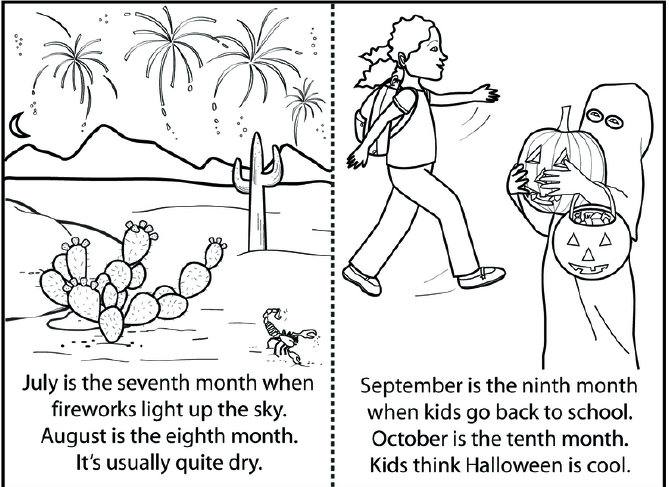 July is the seventh month when
fireworks light up the sky.
August is the eighth month.
It's usually quite dry.
September is the ninth month
when kids go back to school.
October is the tenth month.
Kids think Halloween is cool.